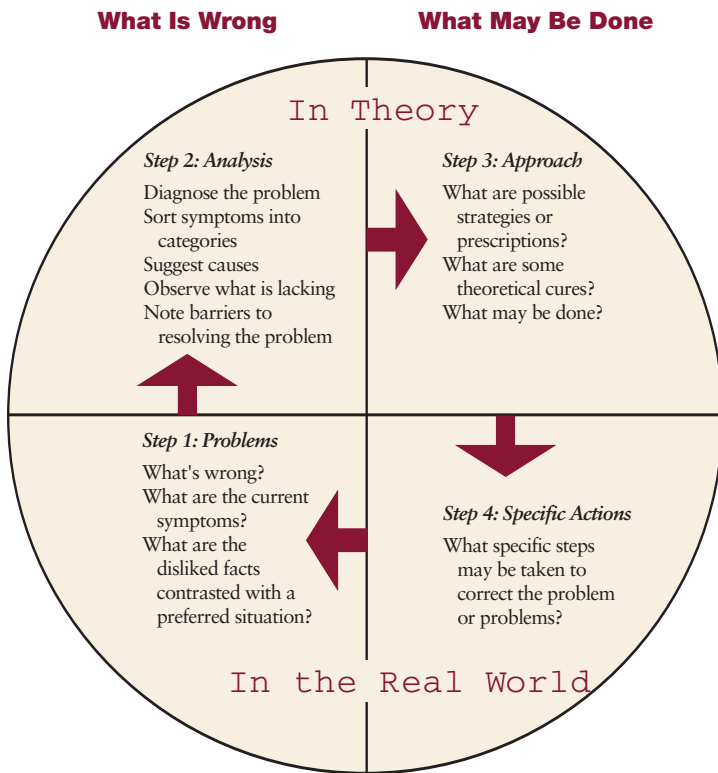 What Is Wrong
What May Be Done
In Theory
Step 2: Analysis
Diagnose the problem
Sort symptoms into
categories
Suggest causes
Observe what is lacking
Note barriers to
resolving the problem
Step 3: Approach
What are possible
strategies or
prescriptions?
What are some
theoretical cures?
What may be done?
Step 1: Problems
What's wrong?
What are the current
symptoms?
What are the
disliked facts
contrasted with a
preferred situation?
Step 4: Specific Actions
What specific steps
may be taken to
correct the problem
or problems?
In the Real World